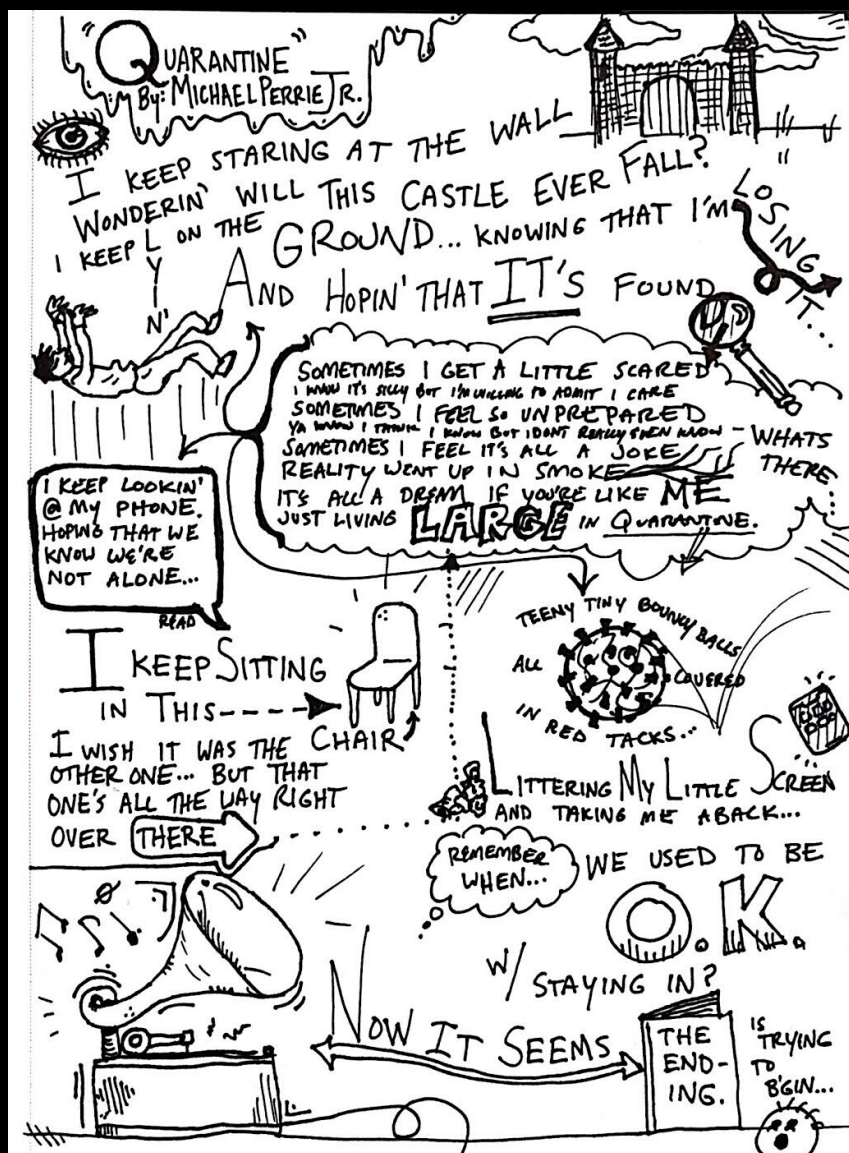 "QUARANTINE"
By: MICHAEL PERRIE JR.
I KEEP STARING AT THE WALL
WONDERIN' WILL THIS CASTLE EVER FALL?
I KEEP LYIN' ON THE GROUND... KNOWING THAT I'M LOSING IT...
AND HOPIN' THAT IT'S FOUND
UP
SOMETIMES I GET A LITTLE SCARED
I KNOW IT'S SILLY BUT I'M WILLING TO ADMIT I CARE
SOMETIMES I FEEL SO UNPREPARED
YA KNOW I THINK I KNOW BUT I DONT REALLY EVEN KNOW - WHATS THERE...
SOMETIMES I FEEL IT'S ALL A JOKE
REALITY WENT UP IN SMOKE
IT'S ALL A DREAM IF YOU'RE LIKE ME
JUST LIVING LARGE IN QUARANTINE.
I KEEP LOOKIN'
@ MY PHONE.
HOPING THAT WE
KNOW WE'RE
NOT ALONE...
READ
I KEEP SITTING
IN THIS
CHAIR
I WISH IT WAS THE
OTHER ONE... BUT THAT
ONE'S ALL THE WAY RIGHT
OVER THERE
TEENY TINY BOUNCY BALLS
ALL COVERED
IN RED TACKS...
LITTERING MY LITTLE SCREEN
AND TAKING ME ABACK...
REMEMBER
WHEN...
WE USED TO BE
O.K.
W/ STAYING IN?
NOW IT SEEMS
THE
END-
ING.
IS
TRYING
TO
B'GIN...